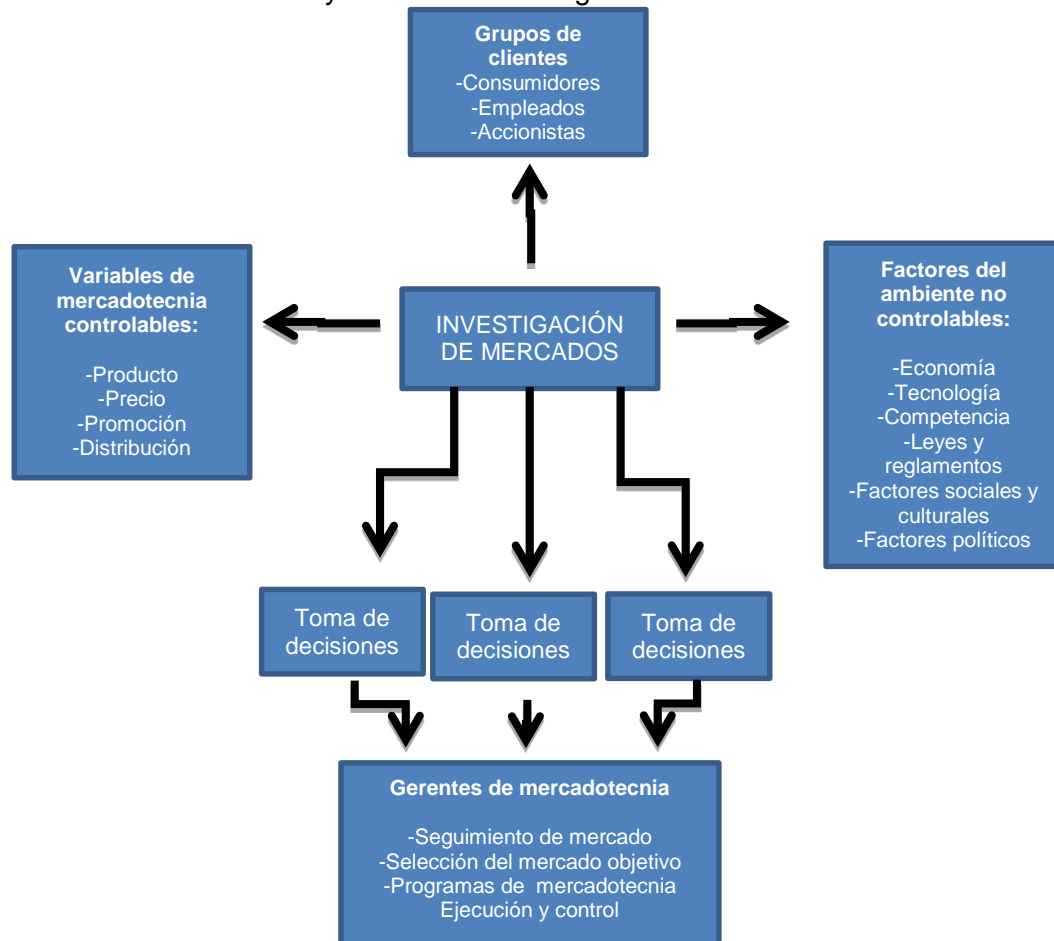 Grupos de
clientes
-Consumidores
-Empleados
-Accionistas
Variables de
mercadotecnia
controlables:
-Producto
-Precio
-Promoción
-Distribución
INVESTIGACIÓN
DE MERCADOS
Factores del
ambiente no
controlables:
-Economía
-Tecnología
-Competencia
-Leyes y
reglamentos
-Factores sociales y
culturales
-Factores políticos
Toma de
decisiones
Toma de
decisiones
Toma de
decisiones
Gerentes de mercadotecnia
-Seguimiento de mercado
-Selección del mercado objetivo
-Programas de  mercadotecnia
Ejecución y control